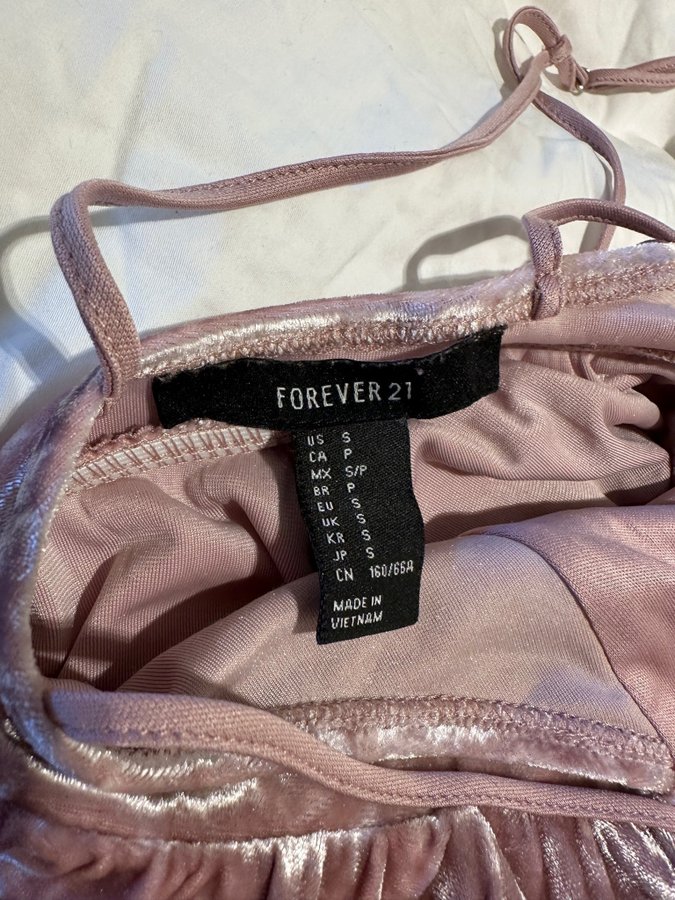 FOREVER 21
US S
CA P
MX S/P
BR P
EU S
UK S
KR S
JP S
CN 160/66A
MADE IN
VIETNAM